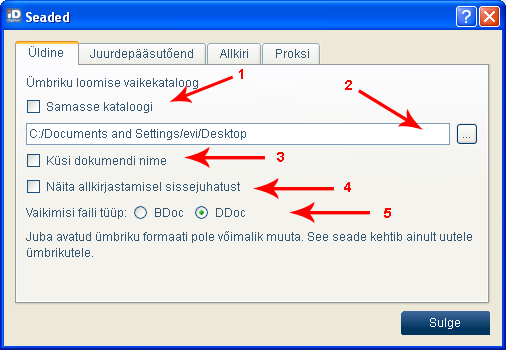 iD Seaded ? X
Üldine Juurdepääsutõend Allkiri Proksi
Ümbriku loomise vaikekataloog
1
Samasse kataloogi
2
C:/Documents and Settings/evi/Desktop ...
Küsi dokumendi nime 3
Näita allkirjastamisel sissejuhatust 4
Vaikimisi faili tüüp: BDoc DDoc 5
Juba avatud ümbriku formaati pole võimalik muuta. See seade kehtib ainult uutele
ümbrikutele.
Sulge